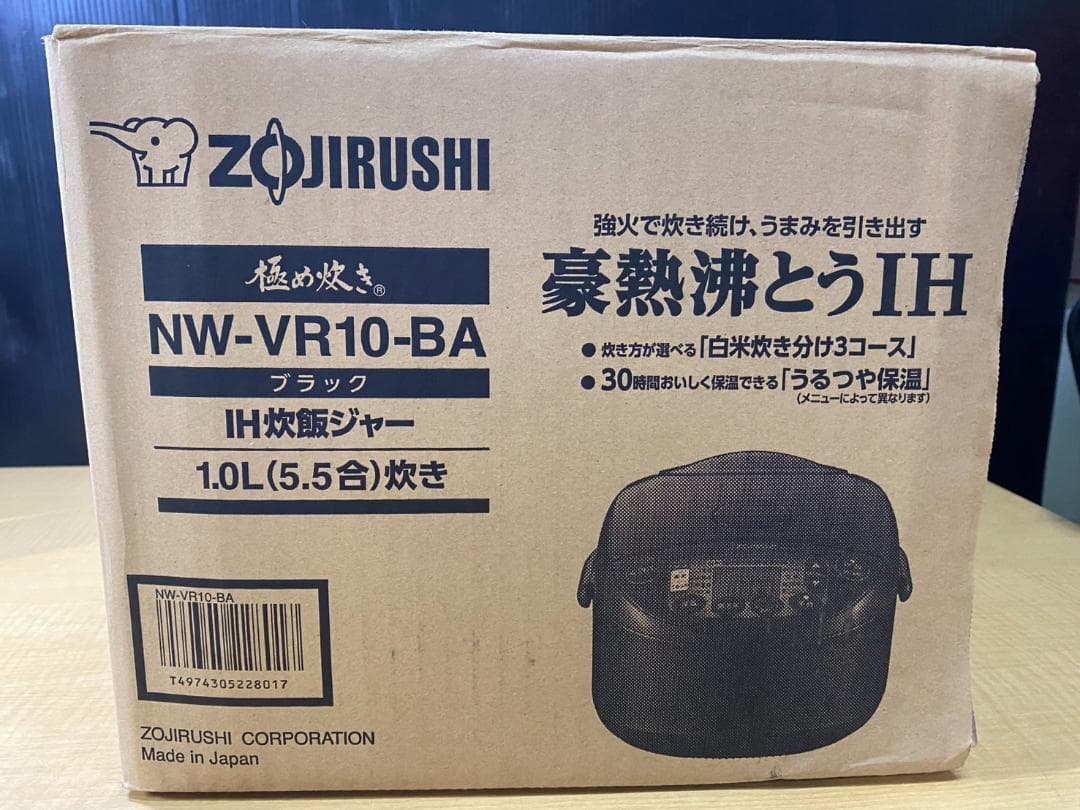 ZOJIRUSHI
極め炊き®
NW-VR10-BA
ブラック
IH炊飯ジャー
1.0L(5.5合)炊き
強火で炊き続け、うまみを引き出す
豪熱沸とうIH
● 炊き方が選べる「白米炊き分け3コース」
● 30時間おいしく保温できる「うるつや保温」
(メニューによって異なります)
NW-VR10-BA
T4974305228017
ZOJIRUSHI CORPORATION
Made in Japan